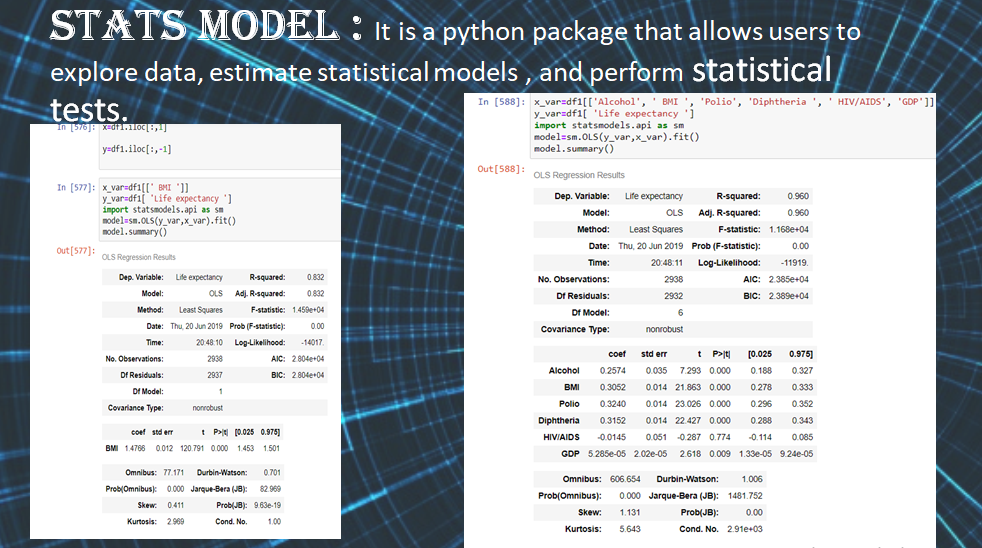 STATS MODEL : It is a python package that allows users to
explore data, estimate statistical models , and perform statistical
tests.
In [576]: x=df1.iloc[:,1]
y=df1.iloc[:,-1]
In [577]: x_var=df1[[' BMI ']]
y_var=df1[ 'Life expectancy ']
import statsmodels.api as sm
model=sm.OLS(y_var,x_var).fit()
model.summary()
Out[577]:
OLS Regression Results
Dep. Variable: Life expectancy R-squared: 0.832
Model: OLS Adj. R-squared: 0.832
Method: Least Squares F-statistic: 1.459e+04
Date: Thu, 20 Jun 2019 Prob (F-statistic): 0.00
Time: 20:48:10 Log-Likelihood: -14017.
No. Observations: 2938 AIC: 2.804e+04
Df Residuals: 2937 BIC: 2.804e+04
Df Model: 1
Covariance Type: nonrobust
coef std err t P>|t| [0.025 0.975]
BMI 1.4766 0.012 120.791 0.000 1.453 1.501
Omnibus: 77.171 Durbin-Watson: 0.701
Prob(Omnibus): 0.000 Jarque-Bera (JB): 82.969
Skew: 0.411 Prob(JB): 9.63e-19
Kurtosis: 2.969 Cond. No. 1.00
In [588]: x_var=df1[['Alcohol', ' BMI ', 'Polio', 'Diphtheria ', ' HIV/AIDS', 'GDP']]
y_var=df1[ 'Life expectancy ']
import statsmodels.api as sm
model=sm.OLS(y_var,x_var).fit()
model.summary()
Out[588]:
OLS Regression Results
Dep. Variable: Life expectancy R-squared: 0.960
Model: OLS Adj. R-squared: 0.960
Method: Least Squares F-statistic: 1.168e+04
Date: Thu, 20 Jun 2019 Prob (F-statistic): 0.00
Time: 20:48:11 Log-Likelihood: -11919.
No. Observations: 2938 AIC: 2.385e+04
Df Residuals: 2932 BIC: 2.389e+04
Df Model: 6
Covariance Type: nonrobust
coef std err t P>|t| [0.025 0.975]
Alcohol 0.2574 0.035 7.293 0.000 0.188 0.327
BMI 0.3052 0.014 21.863 0.000 0.278 0.333
Polio 0.3240 0.014 23.026 0.000 0.296 0.352
Diphtheria 0.3152 0.014 22.427 0.000 0.288 0.343
HIV/AIDS -0.0145 0.051 -0.287 0.774 -0.114 0.085
GDP 5.285e-05 2.02e-05 2.618 0.009 1.33e-05 9.24e-05
Omnibus: 606.654 Durbin-Watson: 1.006
Prob(Omnibus): 0.000 Jarque-Bera (JB): 1481.752
Skew: 1.131 Prob(JB): 0.00
Kurtosis: 5.643 Cond. No. 2.91e+03